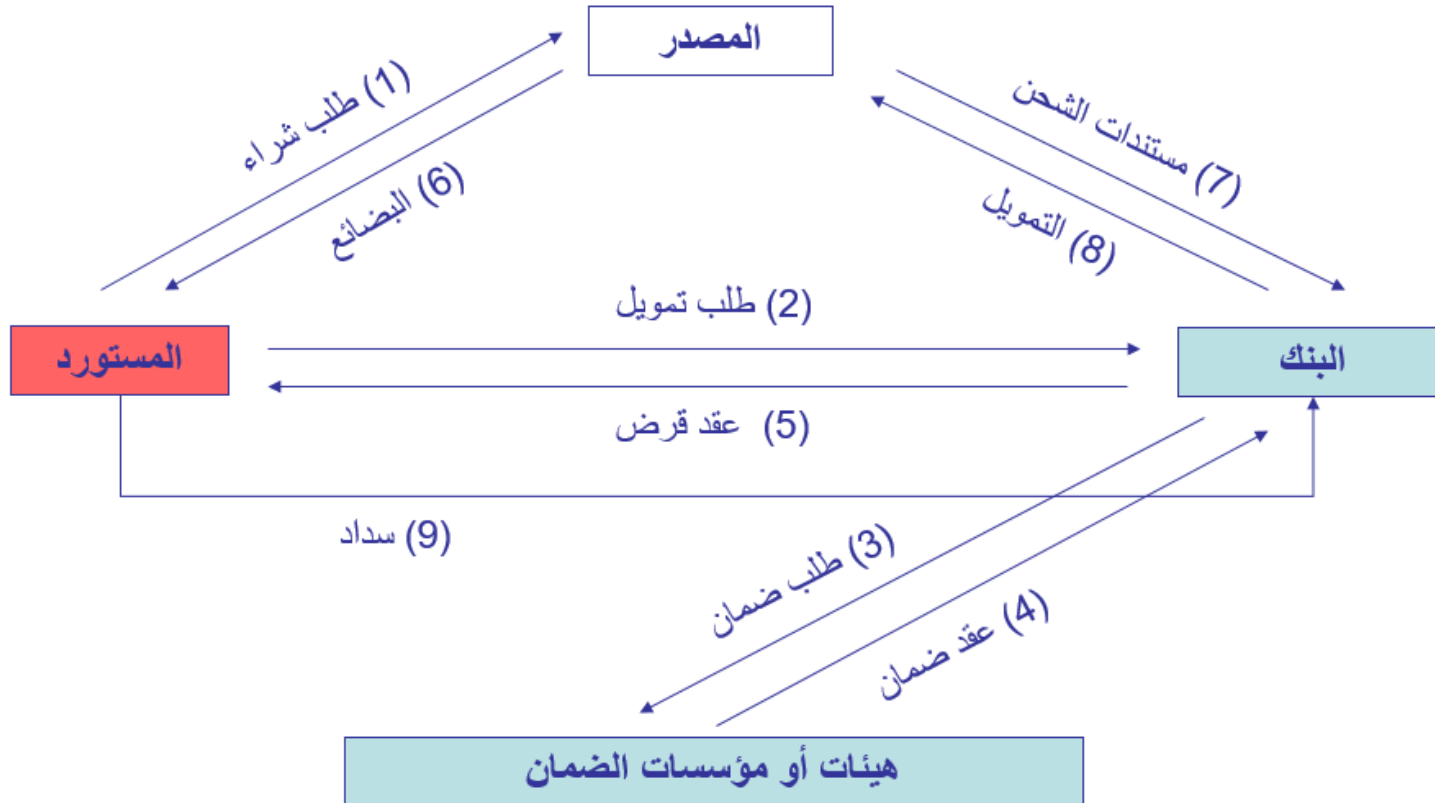 المصدر
(1) طلب شراء
(6) البضائع
(7) مستندات الشحن
(8) التمويل
(2) طلب تمويل
المستورد
البنك
(5) عقد قرض
(9) سداد
(3) طلب ضمان
(4) عقد ضمان
هيئات أو مؤسسات الضمان